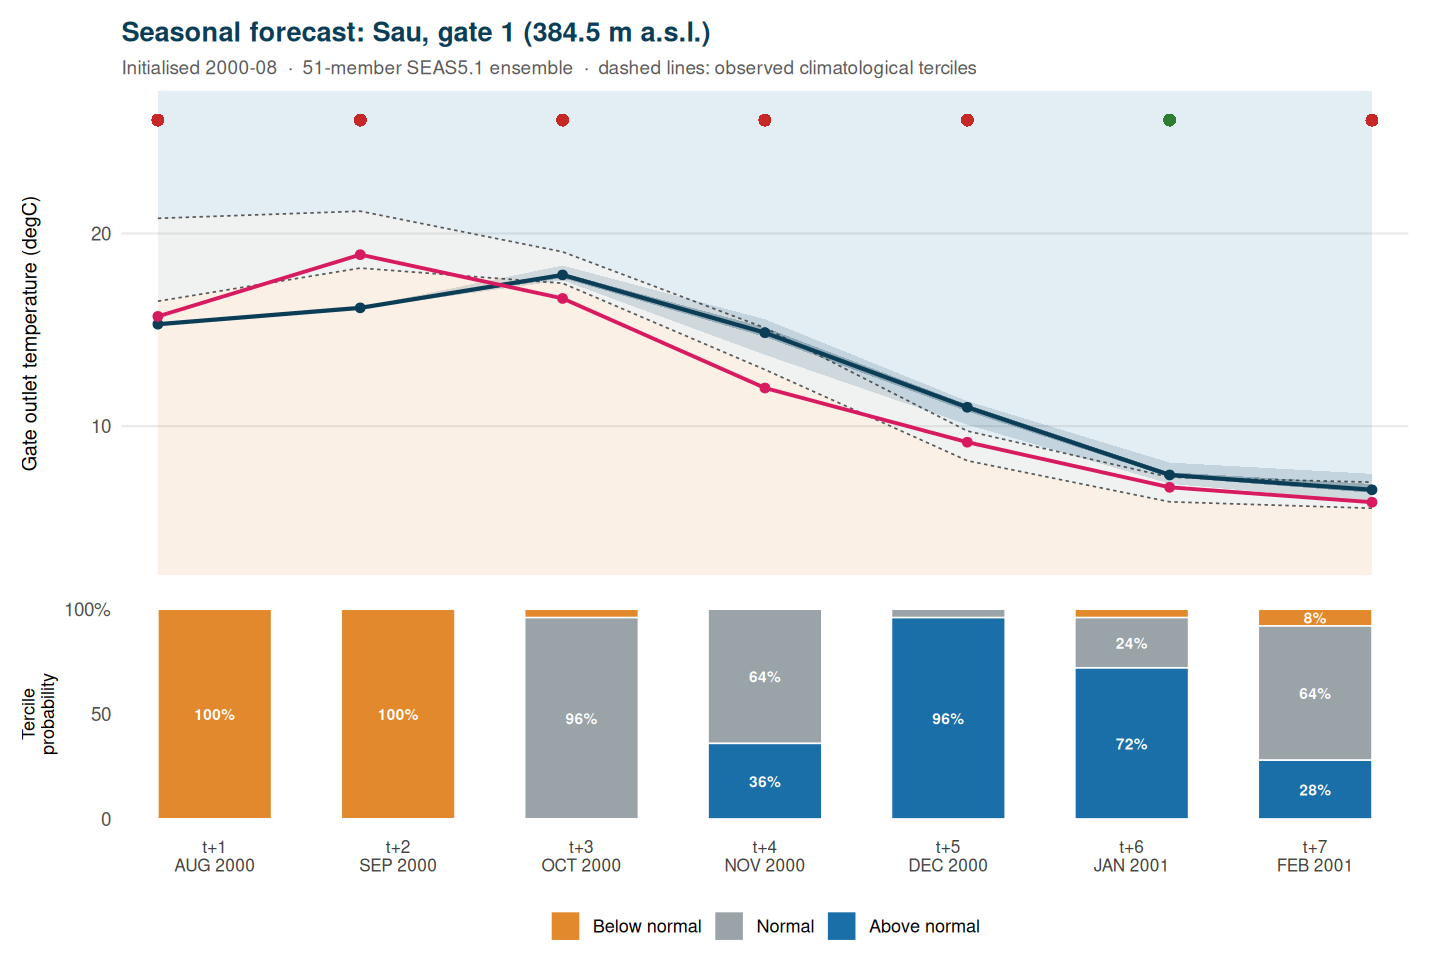 Seasonal forecast: Sau, gate 1 (384.5 m a.s.l.)
Initialised 2000-08 · 51-member SEAS5.1 ensemble · dashed lines: observed climatological terciles
Gate outlet temperature (degC)
20
10
Tercile
probability
100%
50
0
100%
100%
96%
64%
36%
96%
24%
72%
8%
64%
28%
t+1
AUG 2000
t+2
SEP 2000
t+3
OCT 2000
t+4
NOV 2000
t+5
DEC 2000
t+6
JAN 2001
t+7
FEB 2001
Below normal
Normal
Above normal